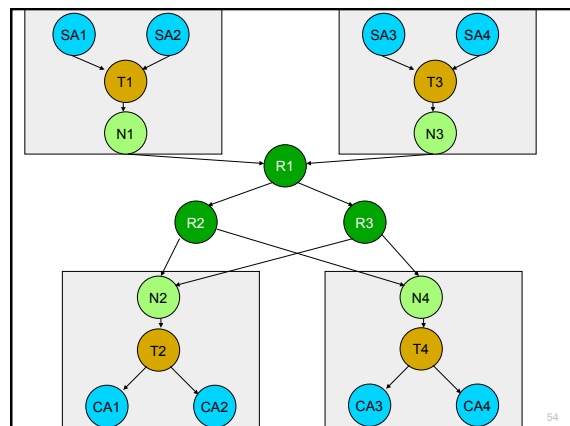 SA1 SA2 SA3 SA4
T1 T3
N1 N3
R1
R2 R3
N2 N4
T2 T4
CA1 CA2 CA3 CA4
54